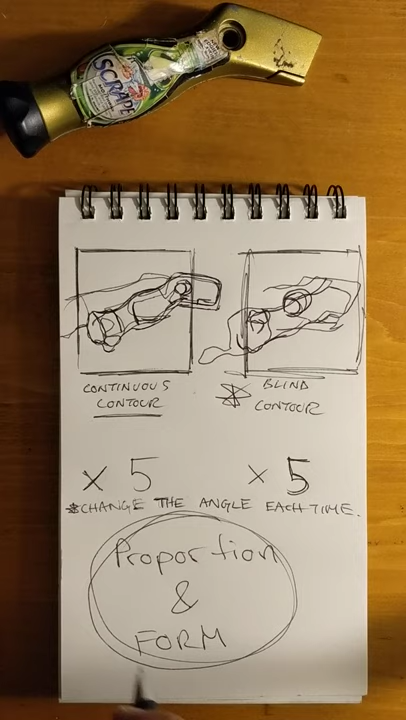 SCRAPE
CONTINUOUS
CONTOUR
BLIND
CONTOUR
x 5
x 5
*CHANGE THE ANGLE EACH TIME.
Proportion
&
FORM